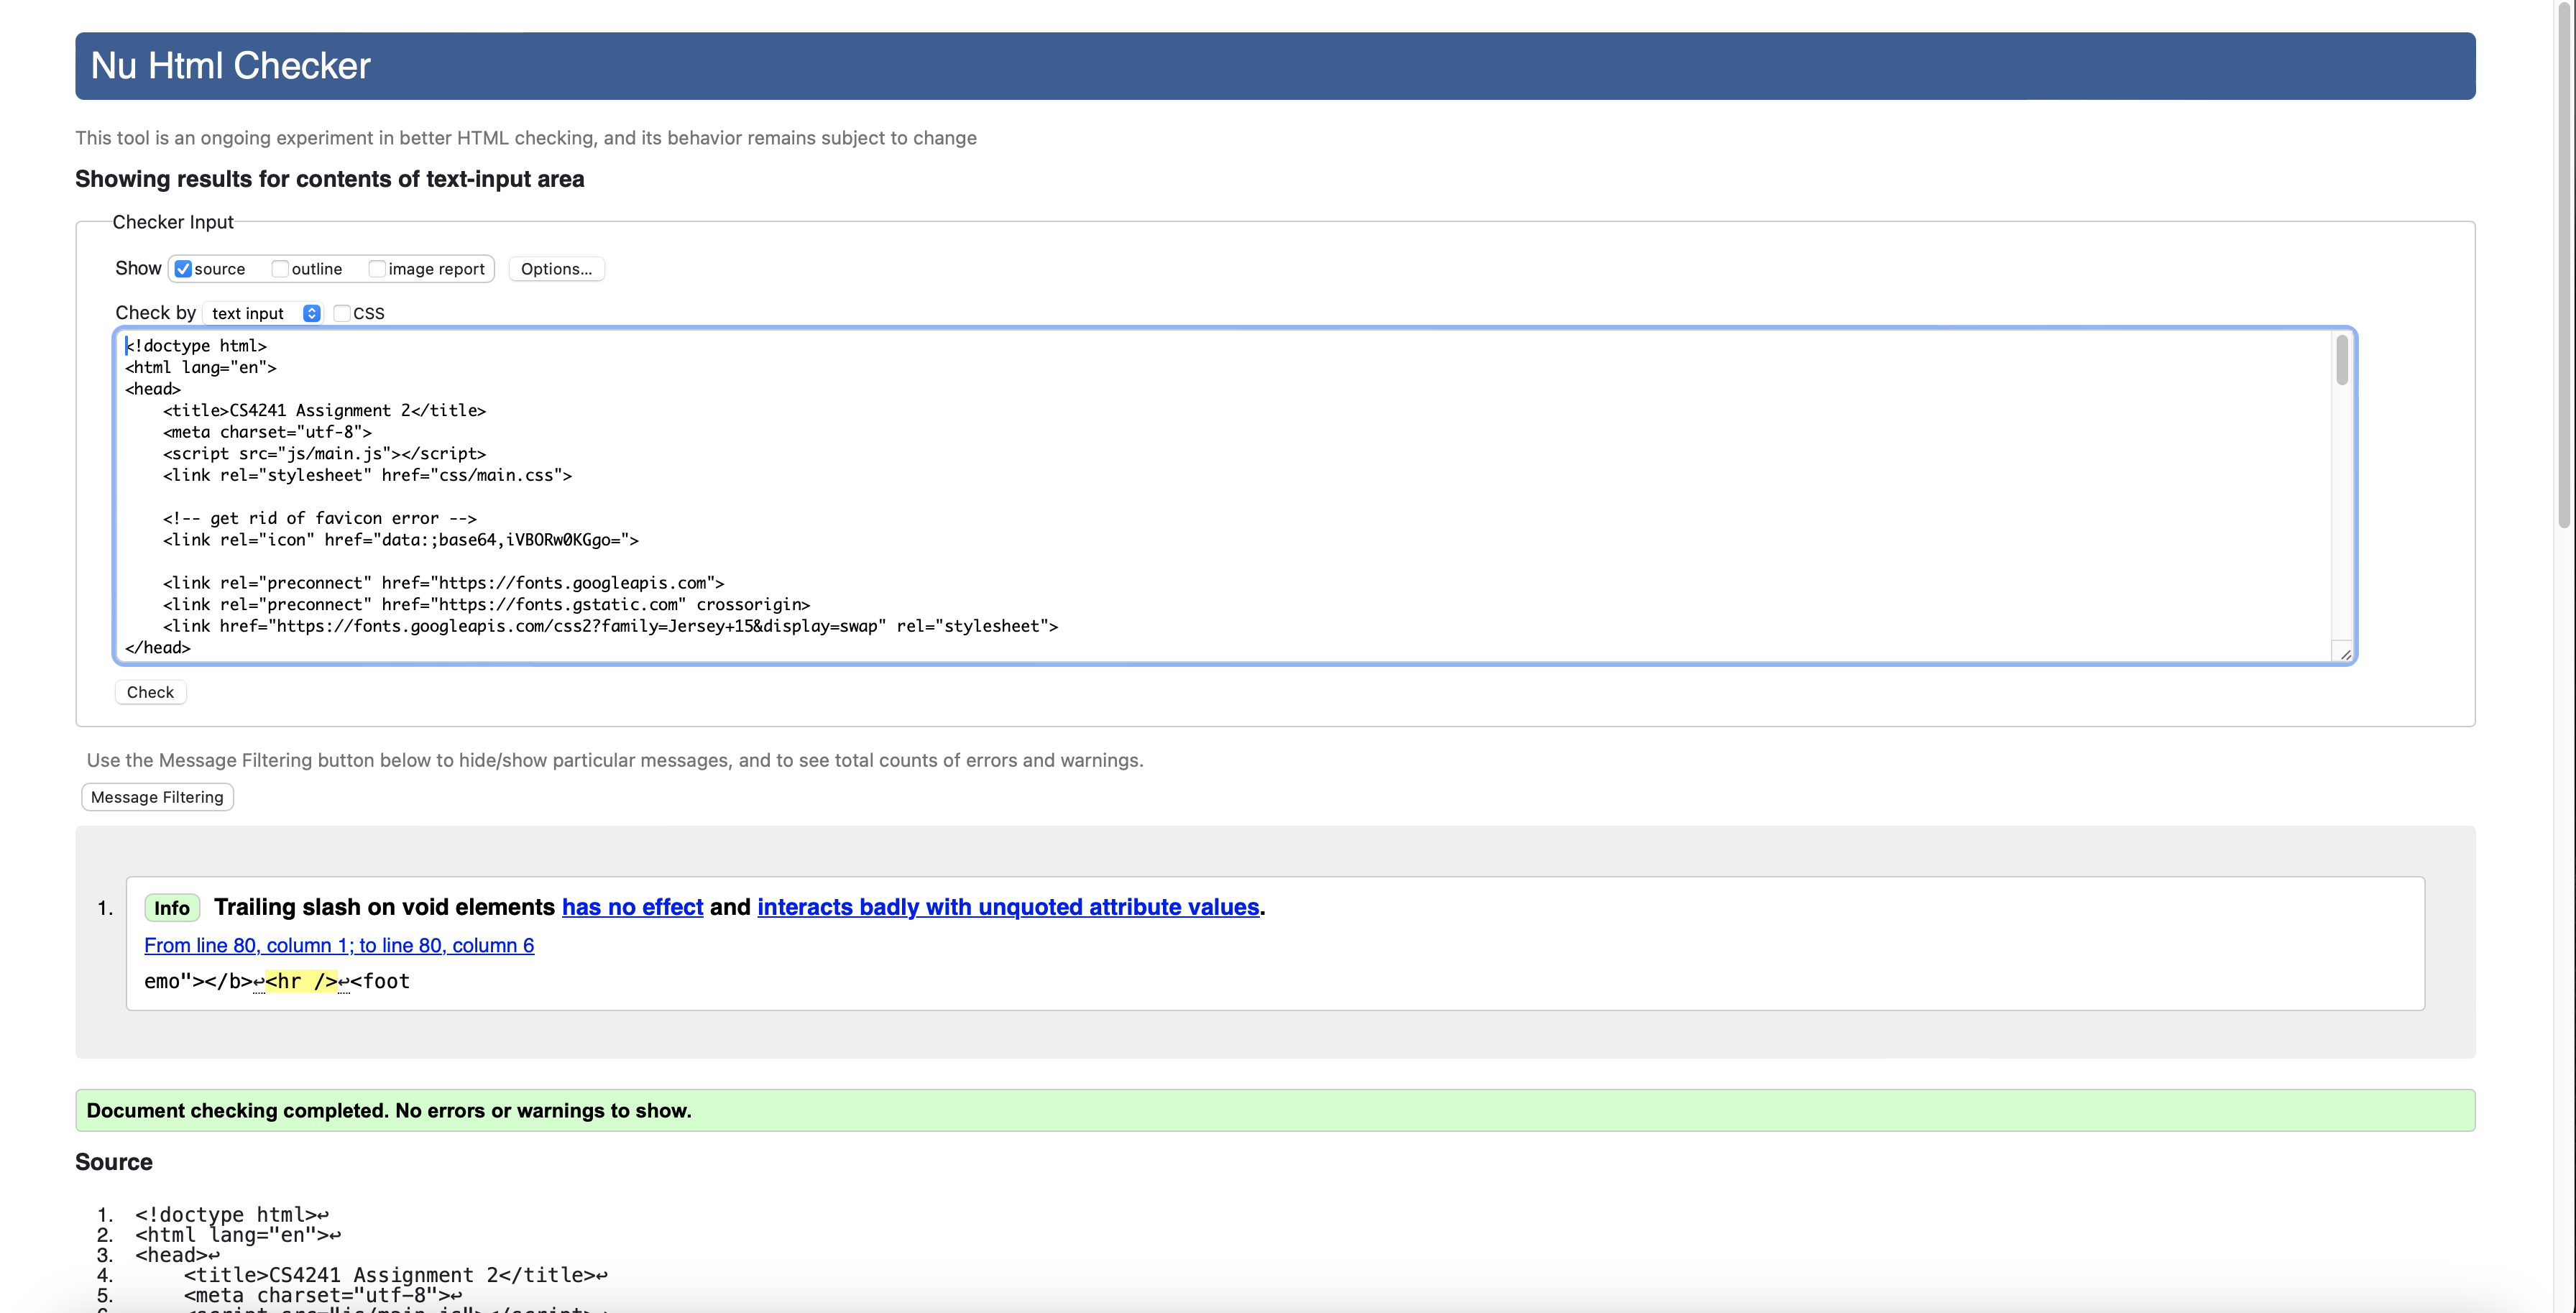 Nu Html Checker
This tool is an ongoing experiment in better HTML checking, and its behavior remains subject to change
Showing results for contents of text-input area
Checker Input
Show source outline image report Options...
Check by text input CSS
<!doctype html>
<html lang="en">
<head>
    <title>CS4241 Assignment 2</title>
    <meta charset="utf-8">
    <script src="js/main.js"></script>
    <link rel="stylesheet" href="css/main.css">
    <!-- get rid of favicon error -->
    <link rel="icon" href="data:;base64,iVBORw0KGgo=">
    <link rel="preconnect" href="https://fonts.googleapis.com">
    <link rel="preconnect" href="https://fonts.gstatic.com" crossorigin>
    <link href="https://fonts.googleapis.com/css2?family=Jersey+15&display=swap" rel="stylesheet">
</head>
Check
Use the Message Filtering button below to hide/show particular messages, and to see total counts of errors and warnings.
Message Filtering
1. Info Trailing slash on void elements has no effect and interacts badly with unquoted attribute values.
From line 80, column 1; to line 80, column 6
emo"></b>↩<hr />↩<foot
Document checking completed. No errors or warnings to show.
Source
1. <!doctype html>↩
2. <html lang="en">↩
3. <head>↩
4.     <title>CS4241 Assignment 2</title>↩
5.     <meta charset="utf-8">↩